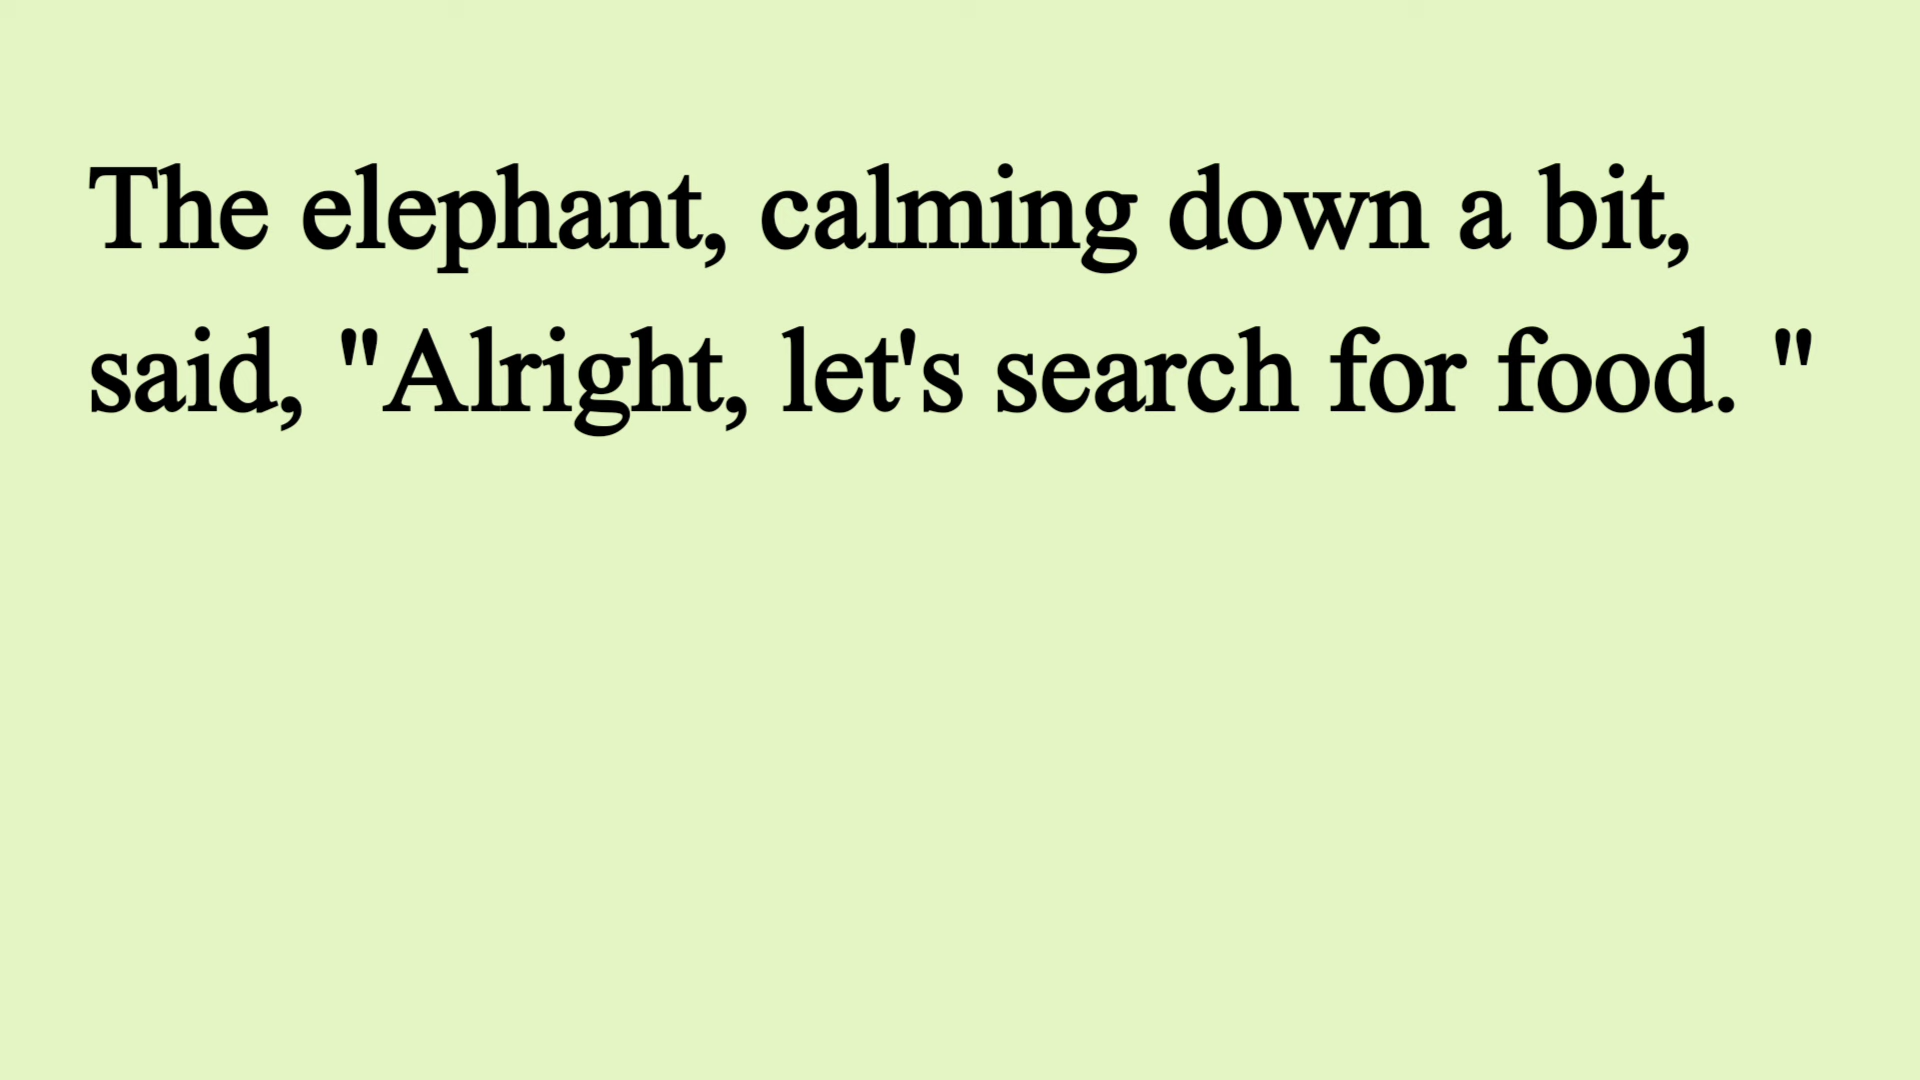 The elephant, calming down a bit,
said, "Alright, let's search for food. "